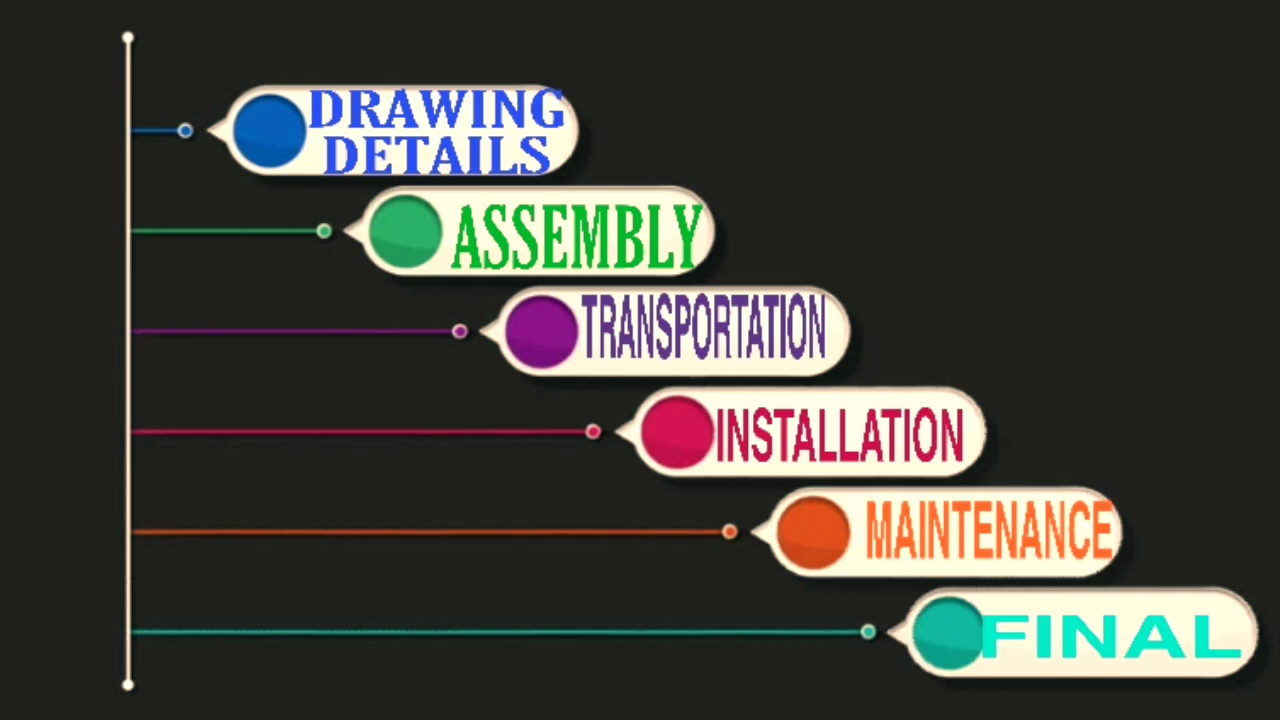 DRAWING
DETAILS
ASSEMBLY
TRANSPORTATION
INSTALLATION
MAINTENANCE
FINAL